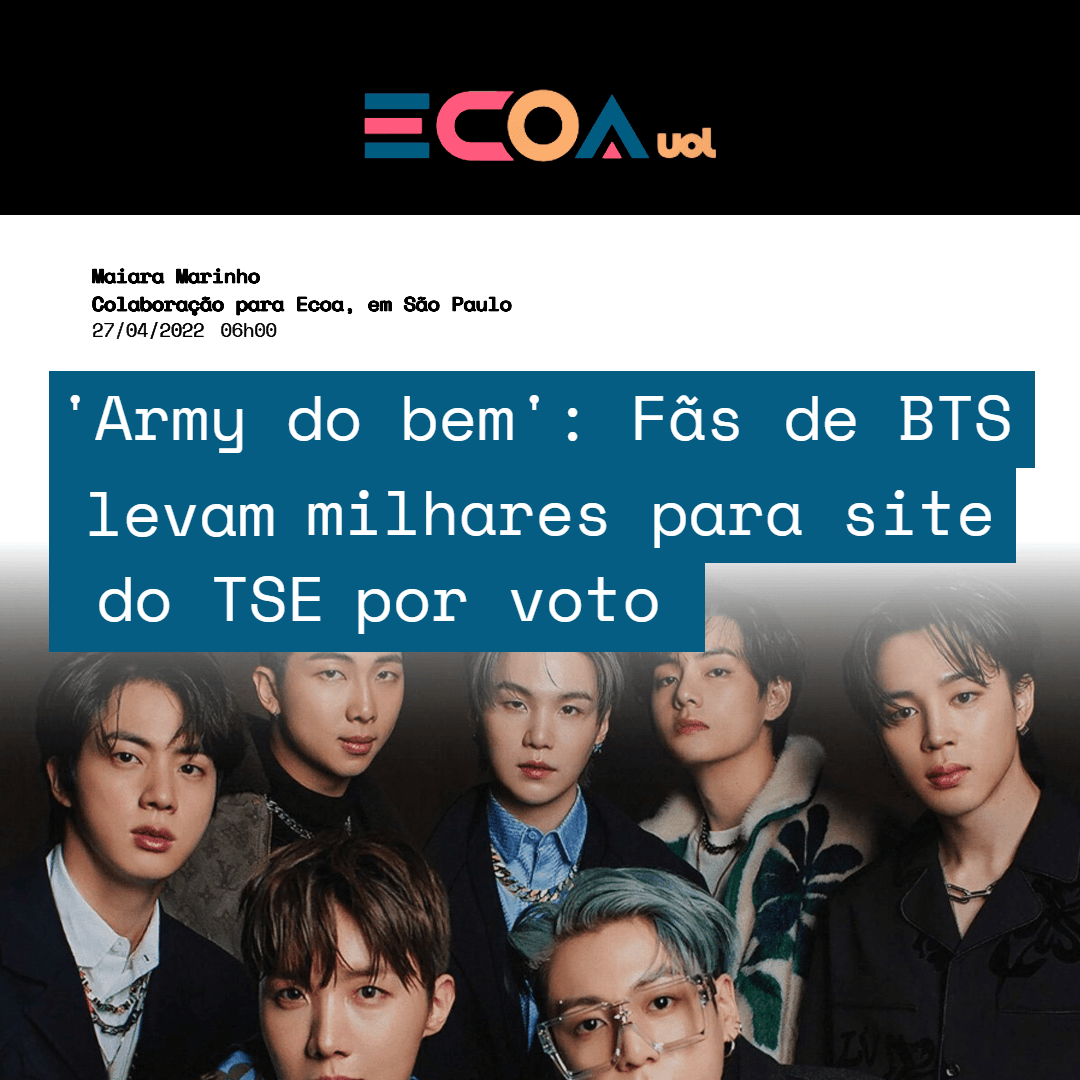 ECOA uol
Maiara Marinho
Colaboração para Ecoa, em São Paulo
27/04/2022 06h00
'Army do bem': Fãs de BTS
levam milhares para site
do TSE por voto